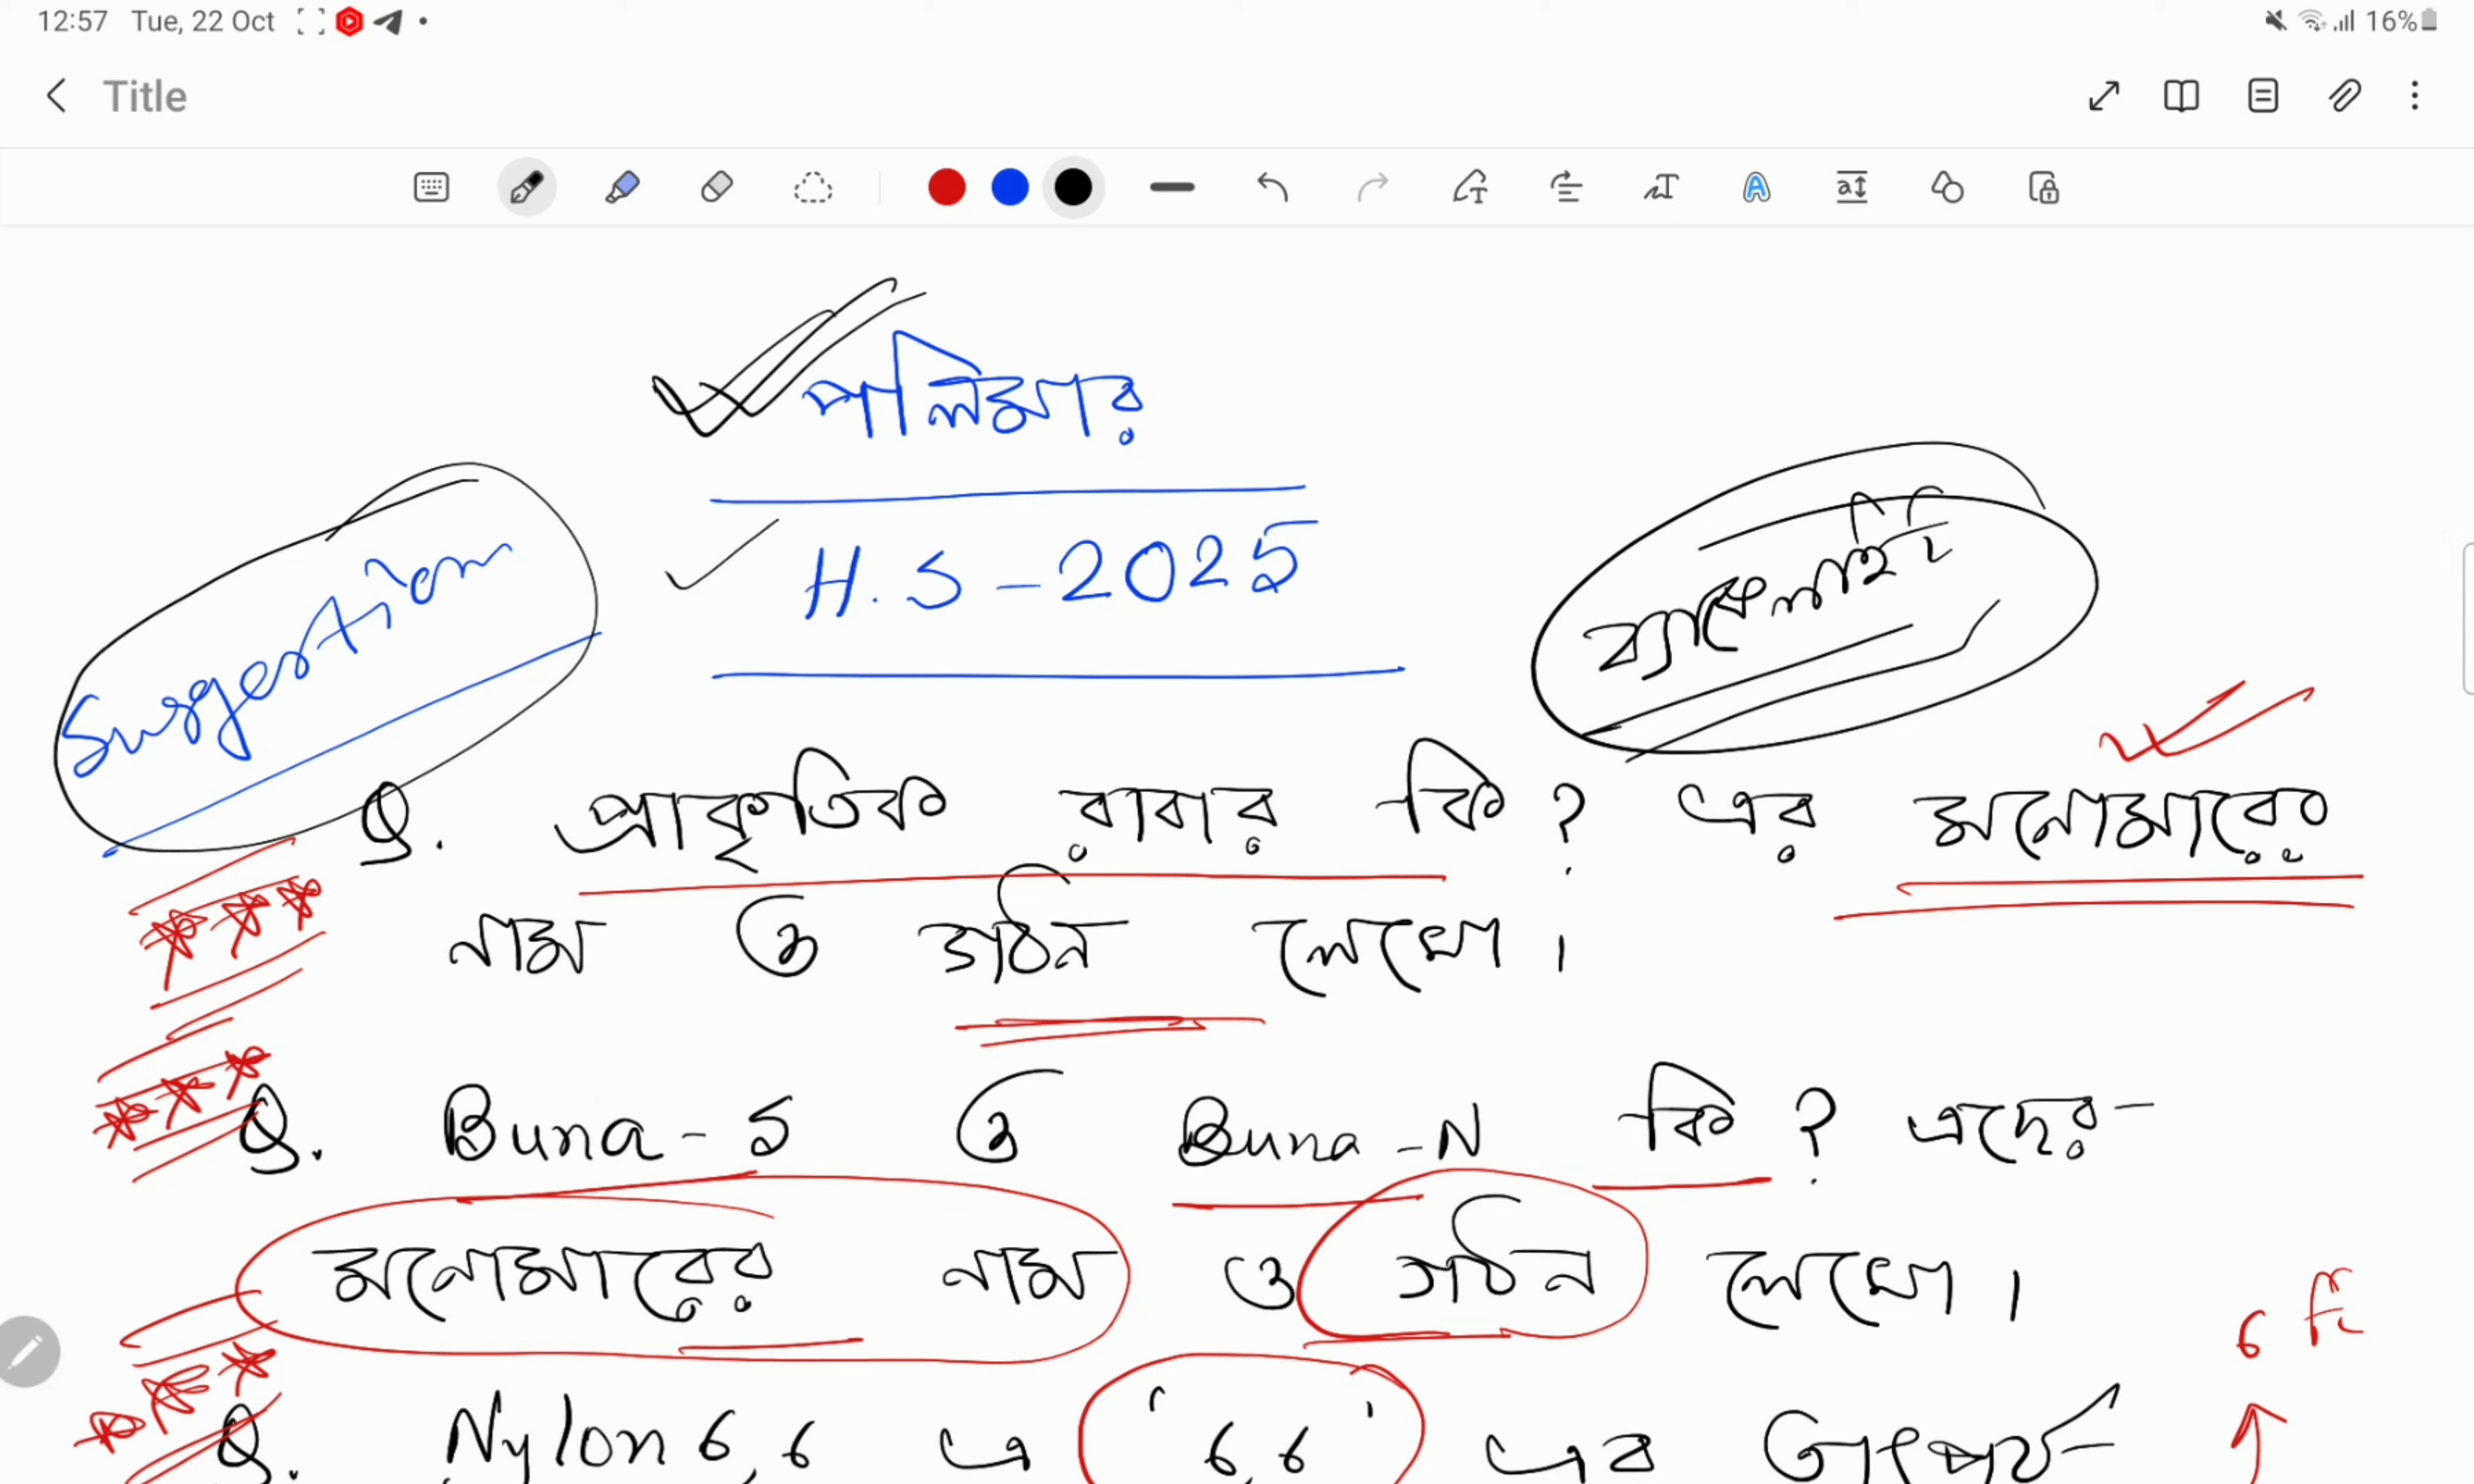 12:57 Tue, 22 Oct 16%
Title
পলিমার
H.S - 2025
Suggestion
Q. প্রাকৃতিক রাবার কি? এর মনোমারের
নাম ও গঠন লেখো।
Q. Buna-S ও Buna-N কি? এদের
মনোমারের নাম ও গঠন লেখো।
Q. Nylon 6,6 এ '6,6' এর তাৎপর্য